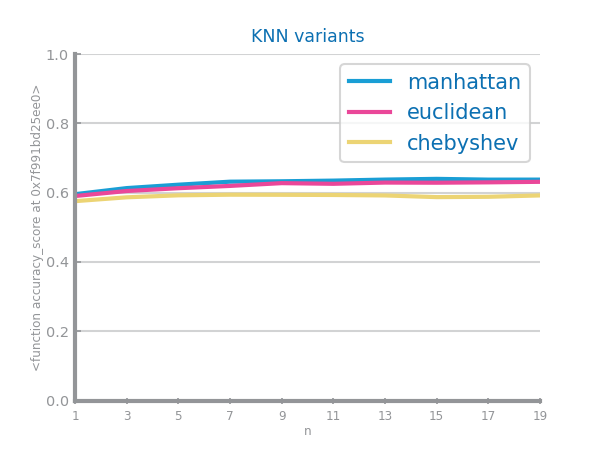 KNN variants
1.0
0.8
0.6
0.4
0.2
0.0
<function accuracy_score at 0x7f991bd25ee0>
manhattan
euclidean
chebyshev
1 3 5 7 9 11 13 15 17 19
n